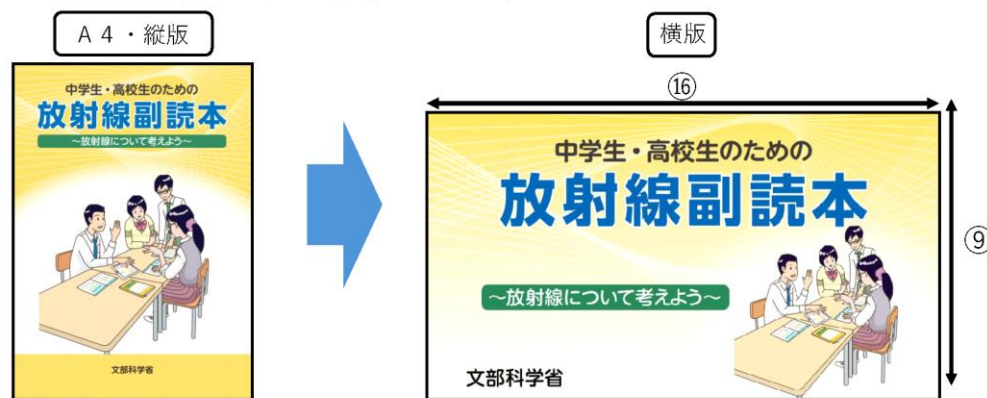 Ａ４・縦版
中学生・高校生のための
放射線副読本
～放射線について考えよう～
文部科学省
横版
⑯
中学生・高校生のための
放射線副読本
～放射線について考えよう～
文部科学省
⑨